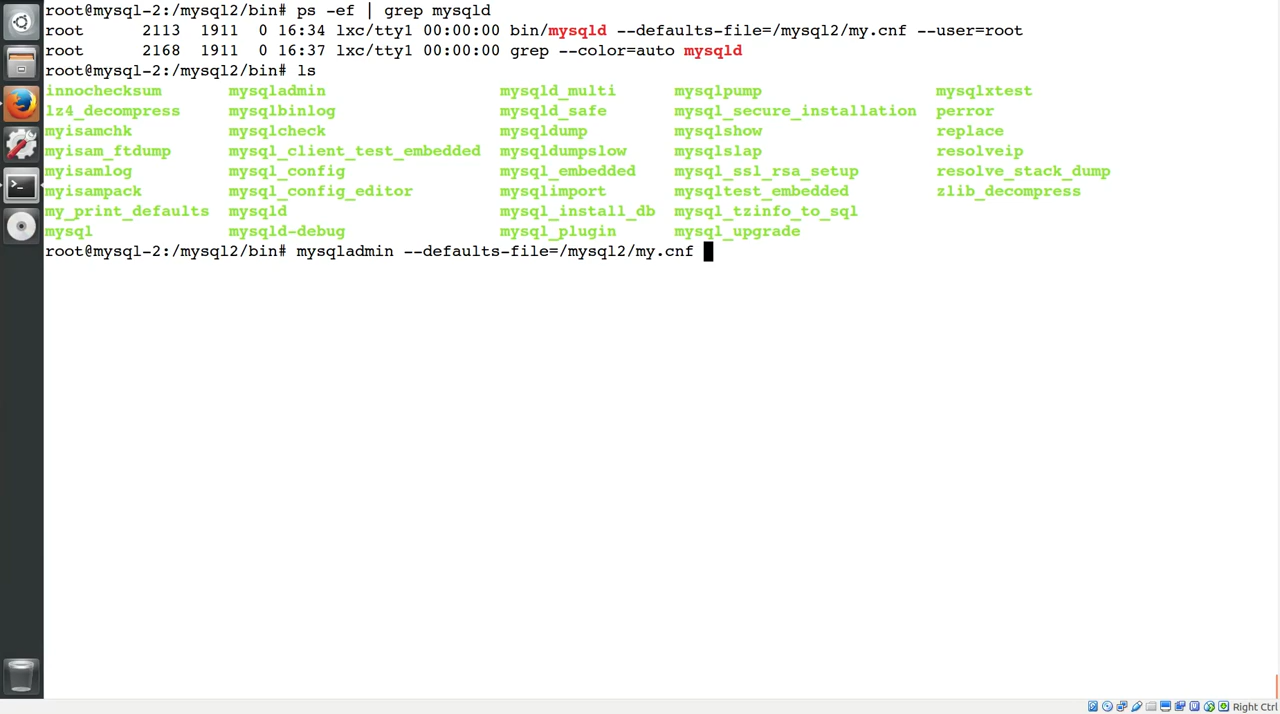 root@mysql-2:/mysql2/bin# ps -ef | grep mysqld
root      2113  1911  0 16:34 lxc/tty1 00:00:00 bin/mysqld --defaults-file=/mysql2/my.cnf --user=root
root      2168  1911  0 16:37 lxc/tty1 00:00:00 grep --color=auto mysqld
root@mysql-2:/mysql2/bin# ls
innochecksum       mysqladmin                 mysqld_multi      mysqlpump                  mysqlxtest
lz4_decompress     mysqlbinlog                mysqld_safe       mysql_secure_installation  perror
myisamchk          mysqlcheck                 mysqldump         mysqlshow                  replace
myisam_ftdump      mysql_client_test_embedded  mysqldumpslow     mysqlslap                  resolveip
myisamlog          mysql_config               mysql_embedded    mysql_ssl_rsa_setup        resolve_stack_dump
myisampack         mysql_config_editor        mysqlimport       mysqltest_embedded         zlib_decompress
my_print_defaults  mysqld                     mysql_install_db  mysql_tzinfo_to_sql
mysql              mysqld-debug               mysql_plugin      mysql_upgrade
root@mysql-2:/mysql2/bin# mysqladmin --defaults-file=/mysql2/my.cnf
Right Ctrl